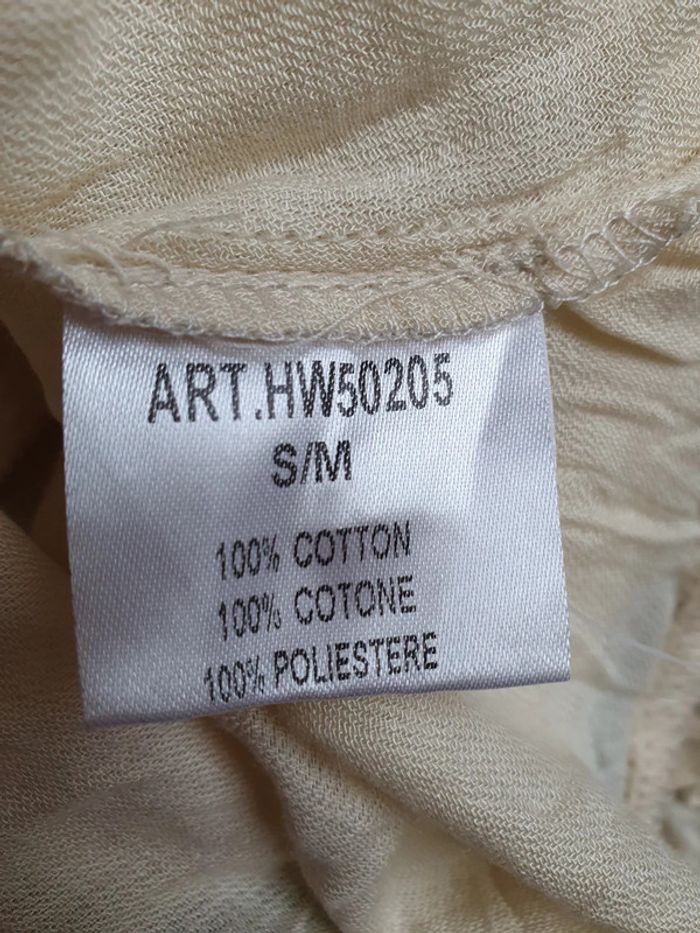 ART.HW50205
S/M
100% COTTON
100% COTONE
100% POLIESTERE